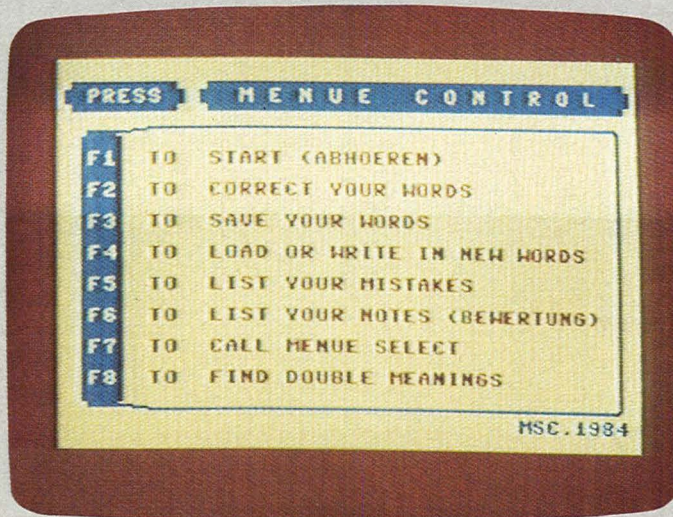 PRESS MENUE CONTROL
F1 TO START (ABHOEREN)
F2 TO CORRECT YOUR WORDS
F3 TO SAVE YOUR WORDS
F4 TO LOAD OR WRITE IN NEW WORDS
F5 TO LIST YOUR MISTAKES
F6 TO LIST YOUR NOTES (BEWERTUNG)
F7 TO CALL MENUE SELECT
F8 TO FIND DOUBLE MEANINGS
MSC.1984